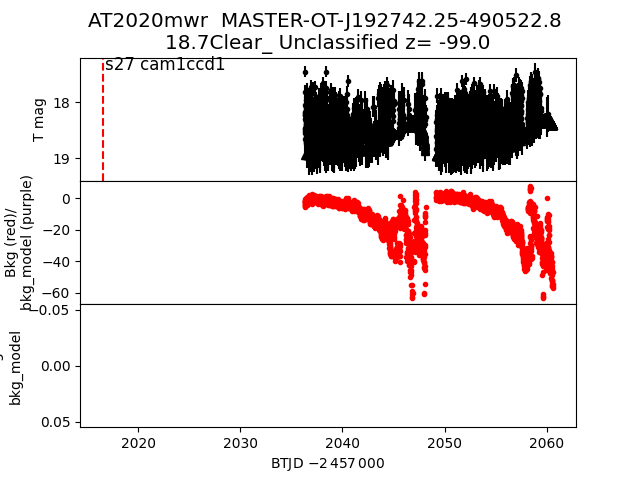 AT2020mwr  MASTER-OT-J192742.25-490522.8
18.7Clear_ Unclassified z= -99.0
s27 cam1ccd1
T mag
18
19
Bkg (red)/
bkg_model (purple)
0
−20
−40
−60
bkg_model
−0.05
0.00
0.05
2020
2030
2040
2050
2060
BTJD −2 457 000